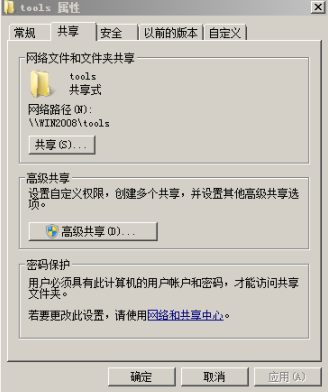 tools 属性
常规 共享 安全 以前的版本 自定义
网络文件和文件夹共享
tools
共享式
网络路径(N):
\\WIN2008\tools
共享(S)...
高级共享
设置自定义权限，创建多个共享，并设置其他高级共享选
项。
高级共享(D)...
密码保护
用户必须具有此计算机的用户帐户和密码，才能访问共享
文件夹。
若要更改此设置，请使用网络和共享中心。
确定 取消 应用(A)